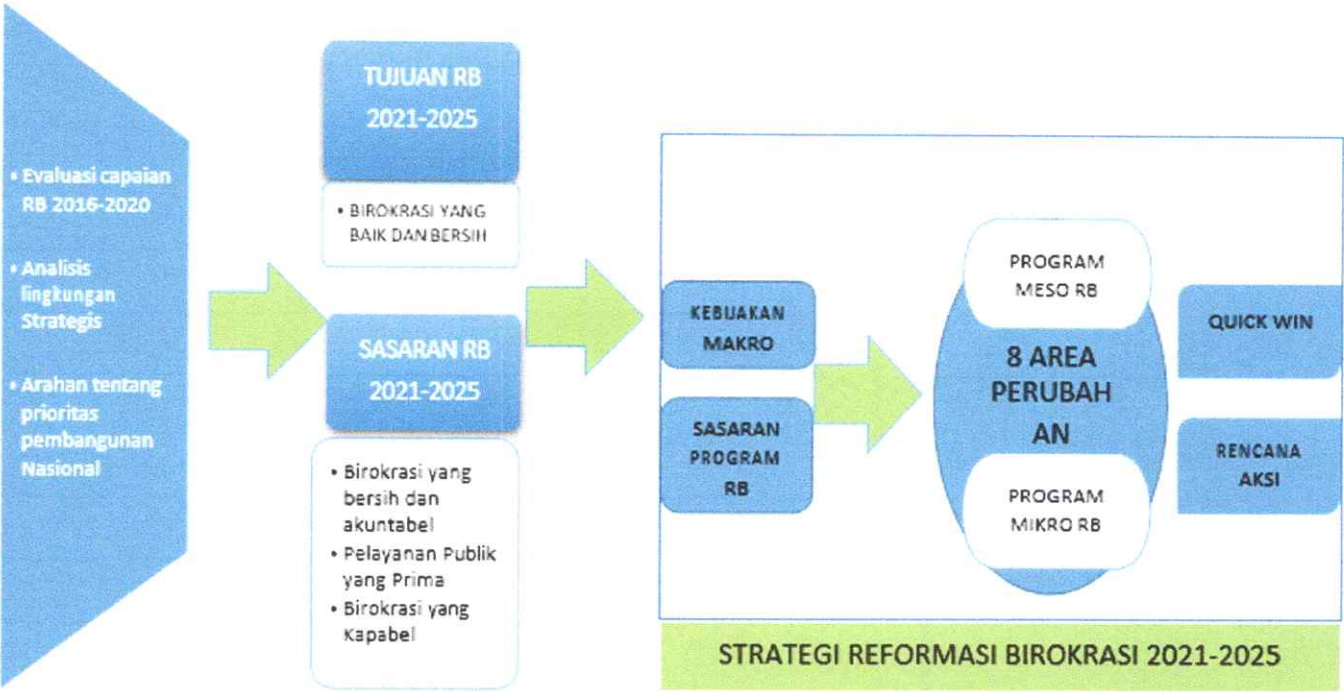 • Evaluasi capaian
RB 2016-2020
• Analisis
lingkungan
Strategis
• Arahan tentang
prioritas
pembangunan
Nasional
TUJUAN RB
2021-2025
• BIROKRASI YANG
BAIK DAN BERSIH
SASARAN RB
2021-2025
• Birokrasi yang
bersih dan
akuntabel
• Pelayanan Publik
yang Prima
• Birokrasi yang
Kapabel
KEBUAKAN
MAKRO
SASARAN
PROGRAM
RB
PROGRAM
MESO RB
8 AREA
PERUBAH
AN
PROGRAM
MIKRO RB
QUICK WIN
RENCANA
AKSI
STRATEGI REFORMASI BIROKRASI 2021-2025